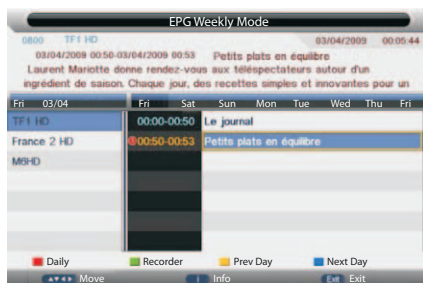 EPG Weekly Mode
0800 TF1 HD 03/04/2009 00:05:44
03/04/2009 00:50-03/04/2009 00:53 Petits plats en équilibre
Laurent Mariotte donne rendez-vous aux téléspectateurs autour d'un
ingrédient de saison. Chaque jour, des recettes simples et innovantes pour un
Fri 03/04 Fri Sat Sun Mon Tue Wed Thu Fri
TF1 HD 00:00-00:50 Le journal
France 2 HD 00:50-00:53 Petits plats en équilibre
M6HD
Daily Recorder Prev Day Next Day
Move i Info Exit Exit